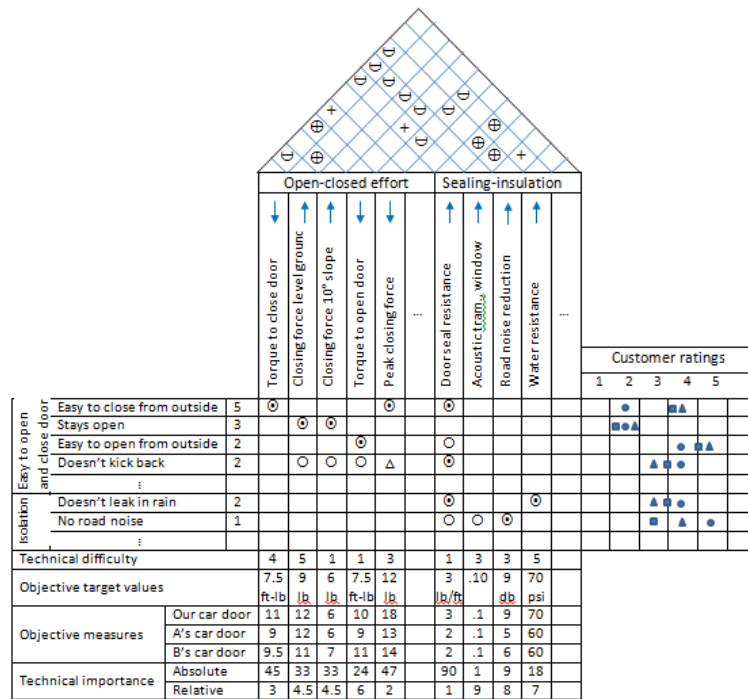 Open-closed effort Sealing-insulation
Torque to close door
Closing force level ground
Closing force 10° slope
Torque to open door
Peak closing force
...
Door seal resistance
Acoustic tram., window
Road noise reduction
Water resistance
...
Customer ratings
1 2 3 4 5
Easy to open
and close door
Easy to close from outside 5
Stays open 3
Easy to open from outside 2
Doesn't kick back 2
⋮
Isolation
Doesn't leak in rain 2
No road noise 1
⋮
Technical difficulty 4 5 1 1 3 1 3 3 5
Objective target values
7.5 9 6 7.5 12 3 .10 9 70
ft-lb lb lb ft-lb lb lb/ft db psi
Objective measures
Our car door 11 12 6 10 18 3 .1 9 70
A's car door 9 12 6 9 13 2 .1 5 60
B's car door 9.5 11 7 11 14 2 .1 6 60
Technical importance
Absolute 45 33 33 24 47 90 1 9 18
Relative 3 4.5 4.5 6 2 1 9 8 7